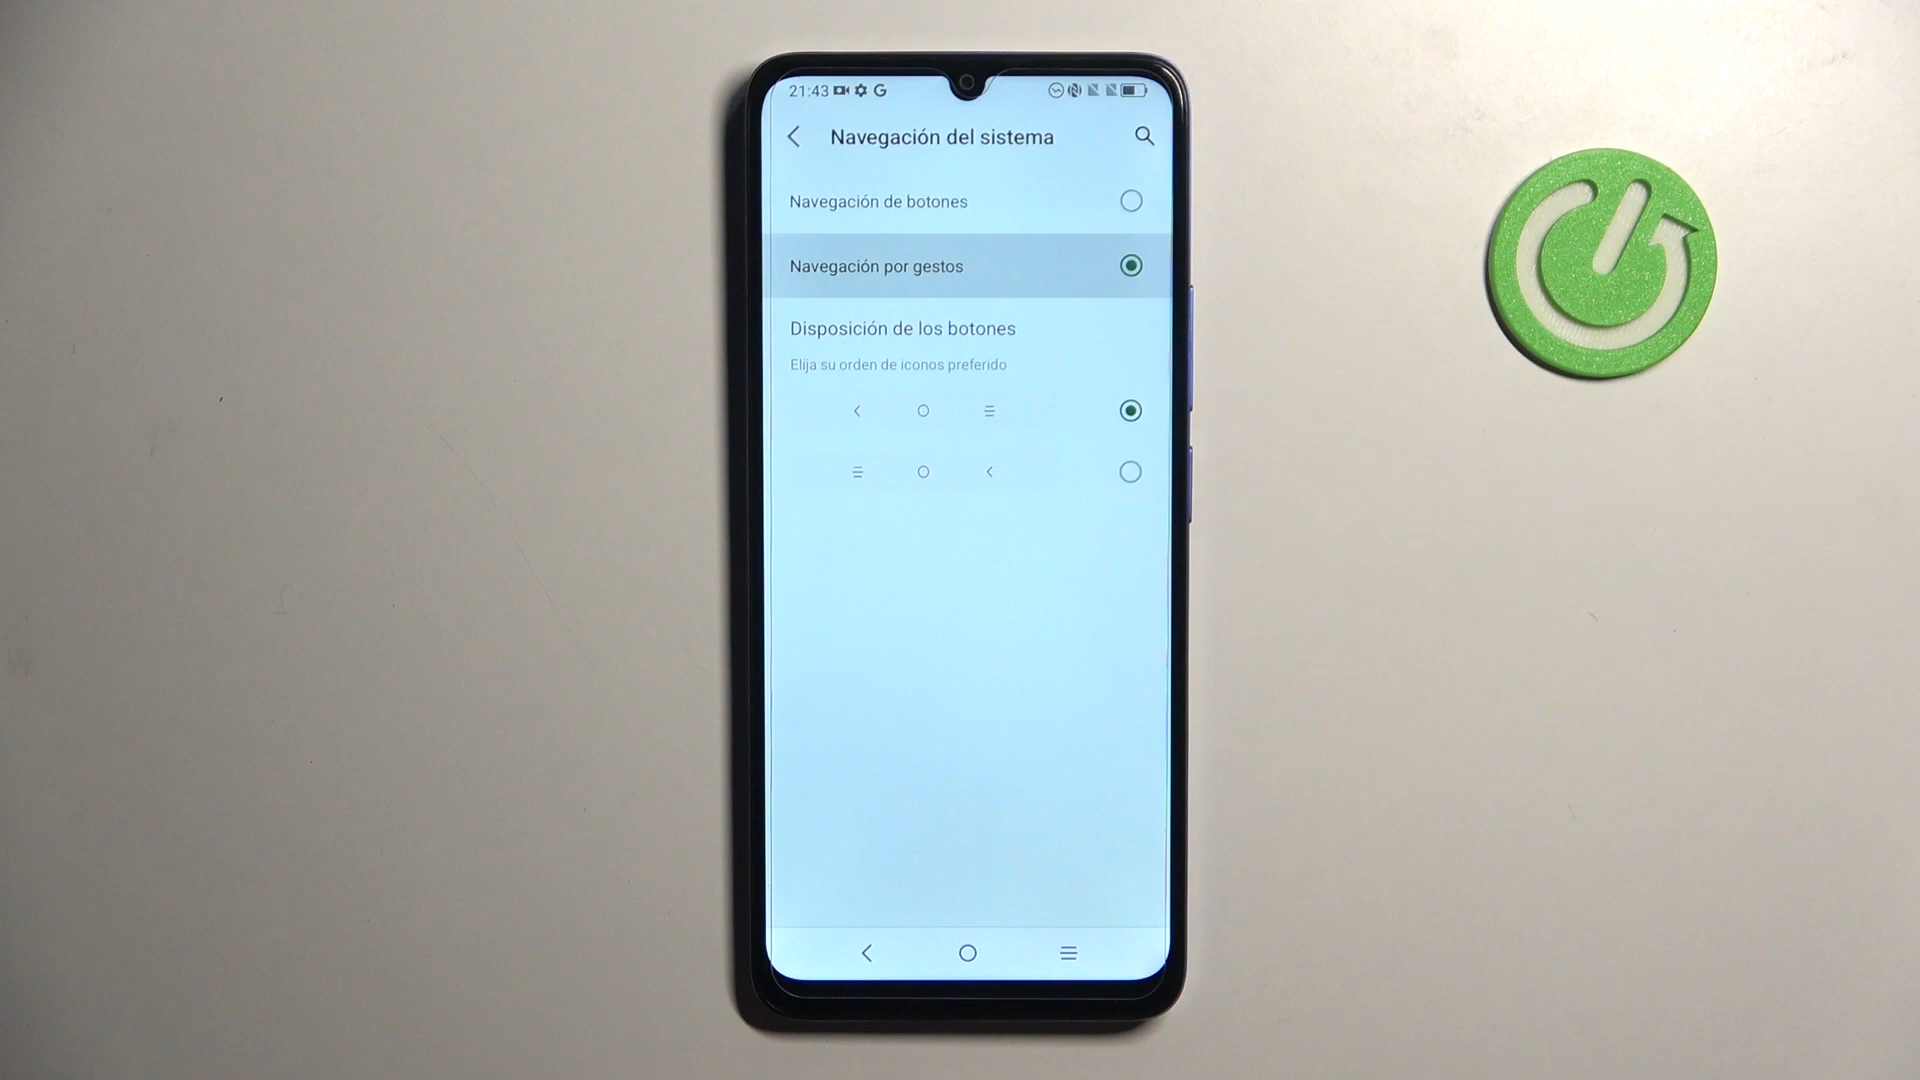 21:43
Navegación del sistema
Navegación de botones
Navegación por gestos
Disposición de los botones
Elija su orden de iconos preferido